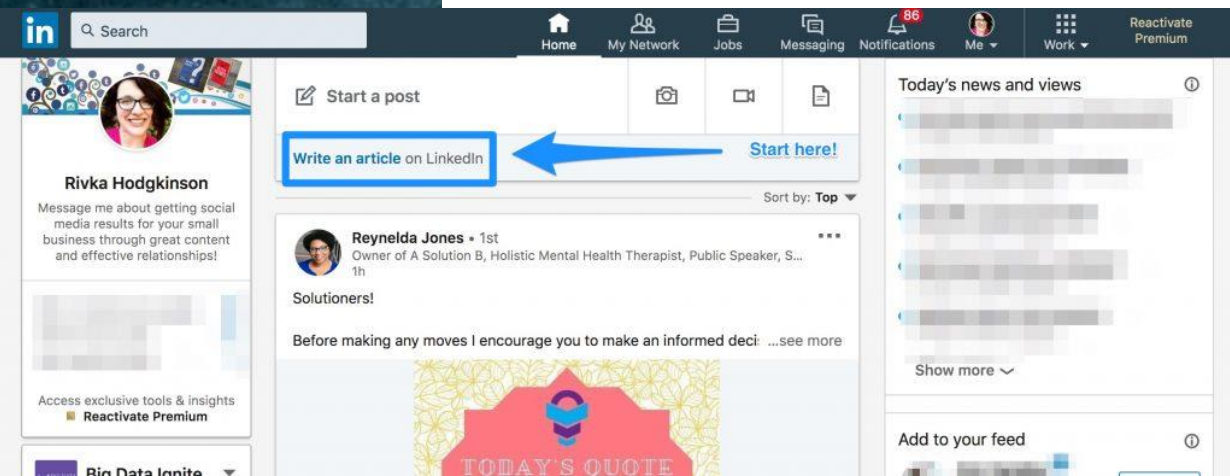 in
Search
Home
My Network
Jobs
Messaging
86
Notifications
Me
Work
Reactivate
Premium
Rivka Hodgkinson
Message me about getting social
media results for your small
business through great content
and effective relationships!
Access exclusive tools & insights
Reactivate Premium
Big Data Ignite
Start a post
Write an article on LinkedIn
Start here!
Sort by: Top
Reynelda Jones • 1st
Owner of A Solution B, Holistic Mental Health Therapist, Public Speaker, S...
1h
Solutioners!
Before making any moves I encourage you to make an informed deci ...see more
TODAY'S QUOTE
Today's news and views
Show more
Add to your feed